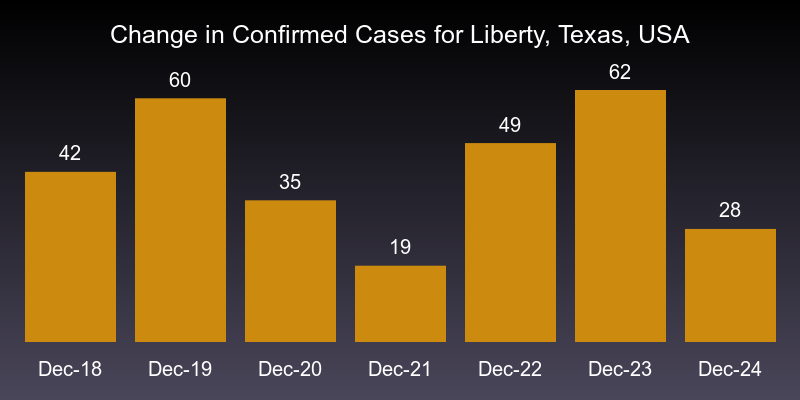 Change in Confirmed Cases for Liberty, Texas, USA
42
60
35
19
49
62
28
Dec-18
Dec-19
Dec-20
Dec-21
Dec-22
Dec-23
Dec-24